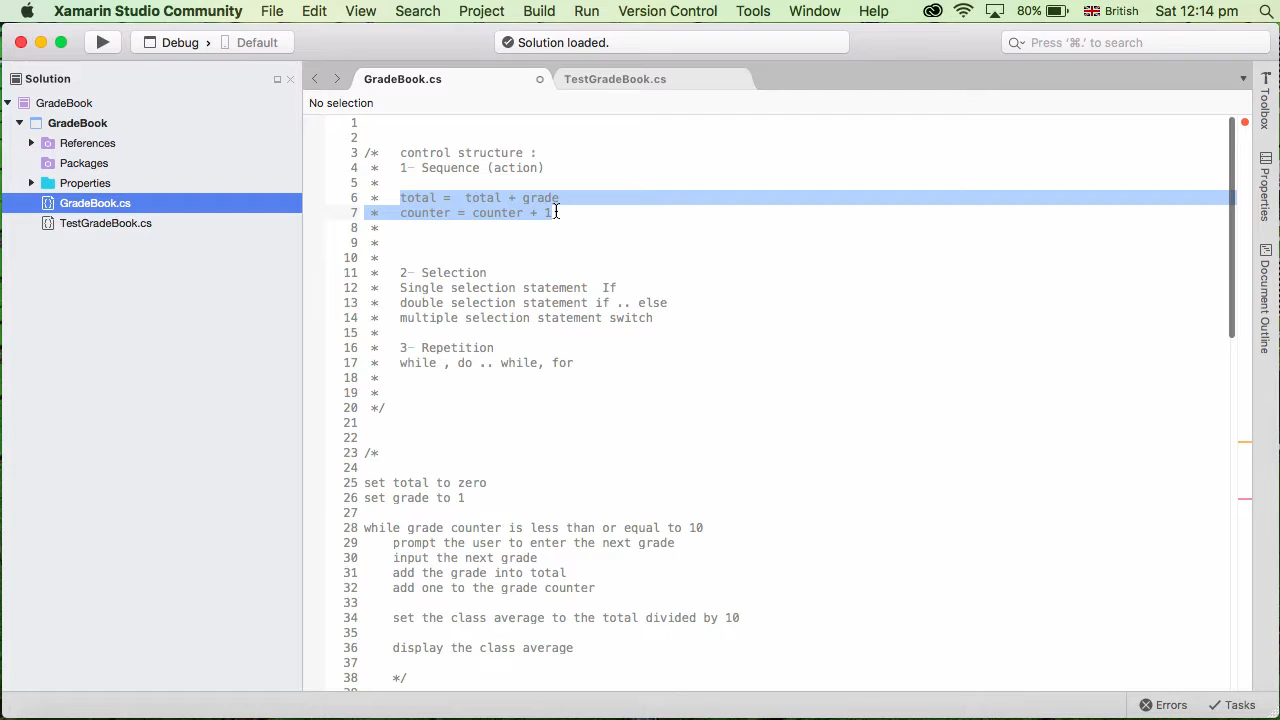 Xamarin Studio Community File Edit View Search Project Build Run Version Control Tools Window Help 80% British Sat 12:14 pm
Debug › Default
Solution loaded.
Press '⌘.' to search
Solution
GradeBook.cs
TestGradeBook.cs
GradeBook
GradeBook
References
Packages
Properties
GradeBook.cs
TestGradeBook.cs
No selection
1
2
3 /* control structure :
4 * 1- Sequence (action)
5 *
6 * total = total + grade
7 * counter = counter + 1
8 *
9 *
10 *
11 * 2- Selection
12 * Single selection statement If
13 * double selection statement if .. else
14 * multiple selection statement switch
15 *
16 * 3- Repetition
17 * while , do .. while, for
18 *
19 *
20 */
21
22
23 /*
24
25 set total to zero
26 set grade to 1
27
28 while grade counter is less than or equal to 10
29 prompt the user to enter the next grade
30 input the next grade
31 add the grade into total
32 add one to the grade counter
33
34 set the class average to the total divided by 10
35
36 display the class average
37
38 */
Toolbox
Properties
Document Outline
Errors
Tasks